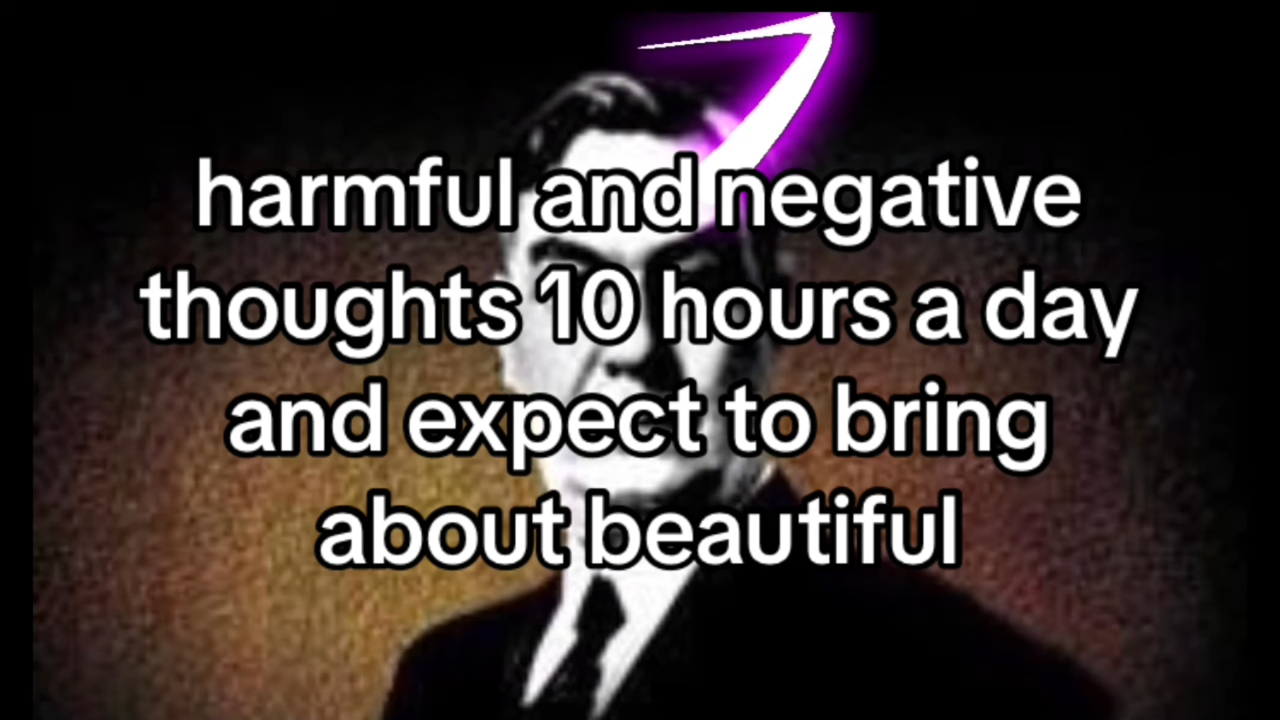 harmful and negative
thoughts 10 hours a day
and expect to bring
about beautiful